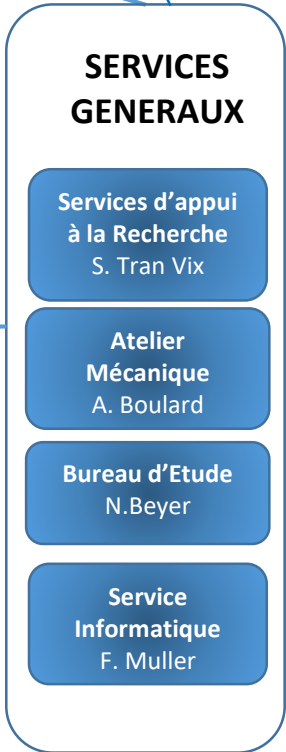 SERVICES
GENERAUX
Services d’appui
à la Recherche
S. Tran Vix
Atelier
Mécanique
A. Boulard
Bureau d’Etude
N.Beyer
Service
Informatique
F. Muller